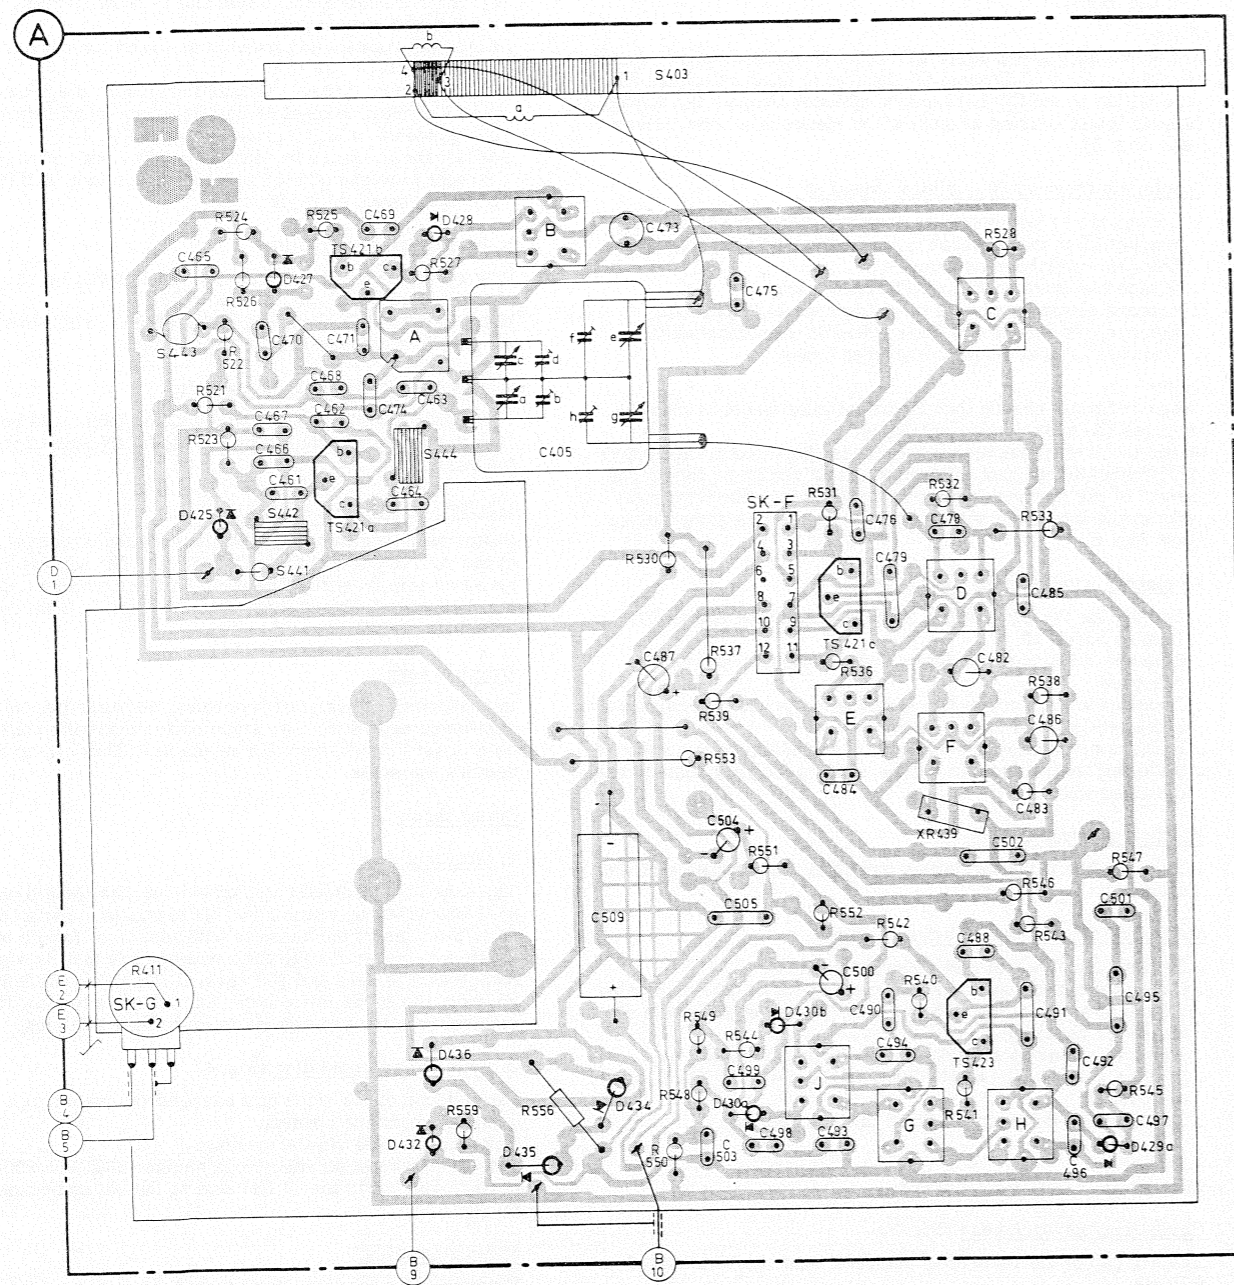 A
b
4
3
1
S403
2
a
R524
R525
C469
D428
B
C473
R528
TS421b
b
c
e
C465
D427
R527
R526
C475
C
S443
R
522
C470
C471
A
f
e
c
d
C468
R521
C474
C463
a
b
h
g
C467
C462
R523
C466
b
e
c
S444
C405
C461
C464
S442
TS421a
D425
S441
D
1
SK-F
2
1
4
3
6
5
8
7
10
9
12
11
R531
C476
R532
C478
R533
R530
C479
b
e
c
D
C485
TS421c
R537
C487
-
+
R536
C482
R539
R538
E
F
C486
R553
C484
C483
XR439
-
-
C504
+
-
R551
C502
R547
R546
C501
C509
C505
R552
R542
R543
C488
+
C500
-
+
R540
b
e
c
C490
C491
C495
E
2
E
3
R411
SK-G
1
2
R549
D430b
R544
C494
TS423
C492
D436
C499
J
R541
R545
B
4
B
5
R559
R556
D434
R548
D430a
G
H
C497
D432
D435
R
550
C
503
C498
C493
C
496
D429a
B
9
B
10